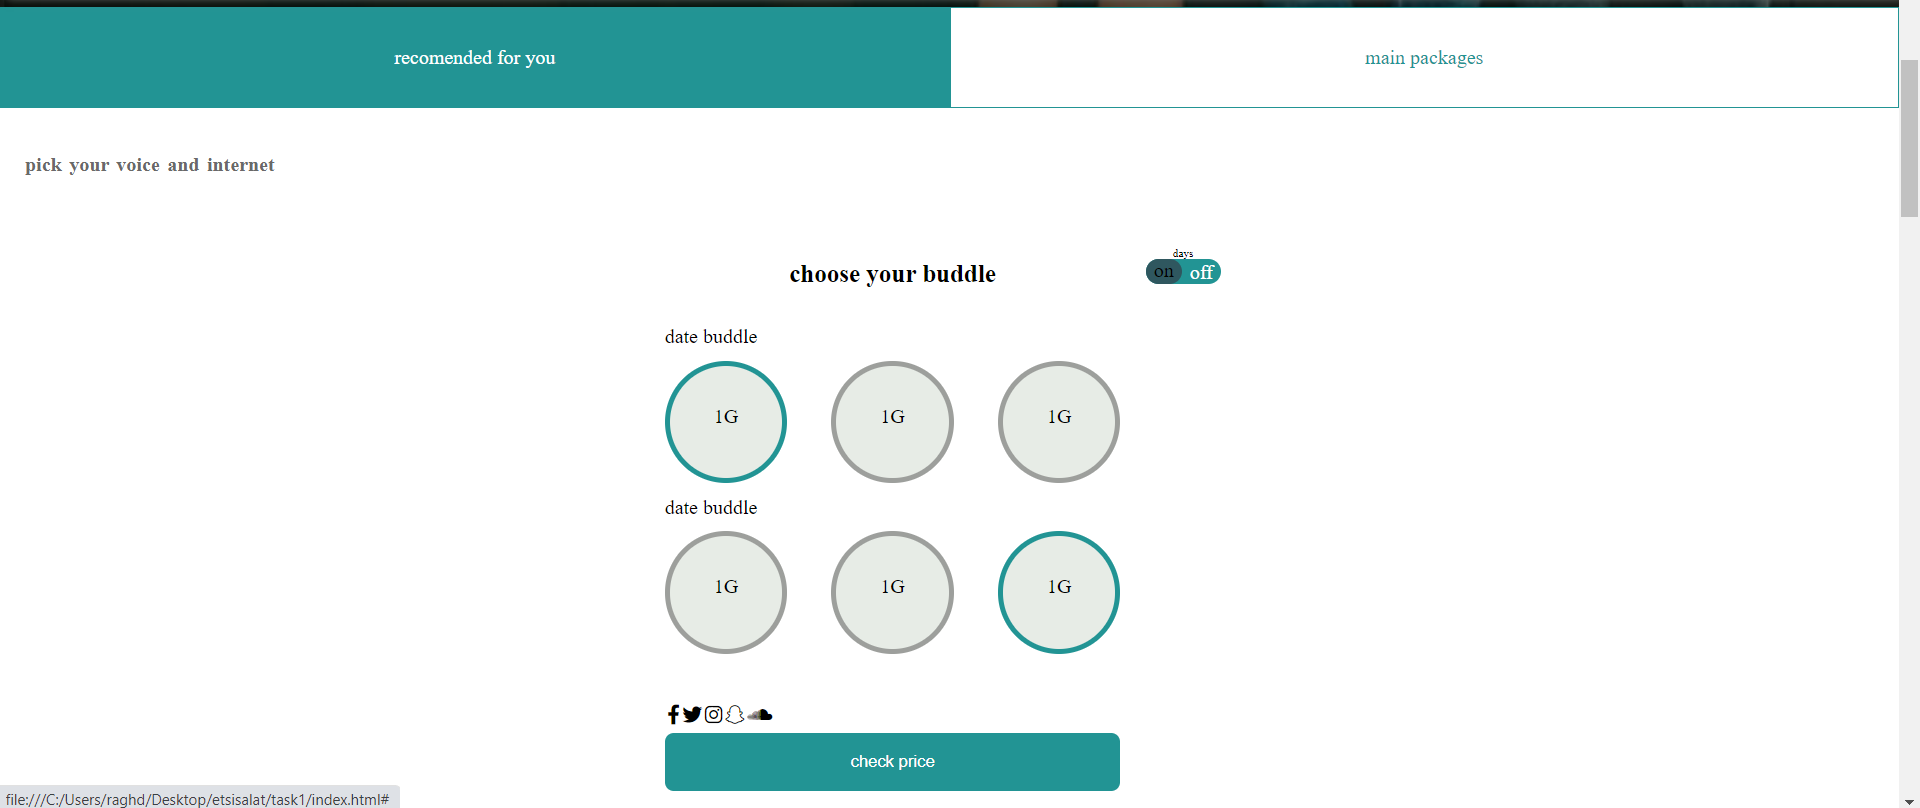 recomended for you
main packages
pick your voice and internet
days
choose your buddle
on off
date buddle
1G 1G 1G
date buddle
1G 1G 1G
check price
file:///C:/Users/raghd/Desktop/etsisalat/task1/index.html#